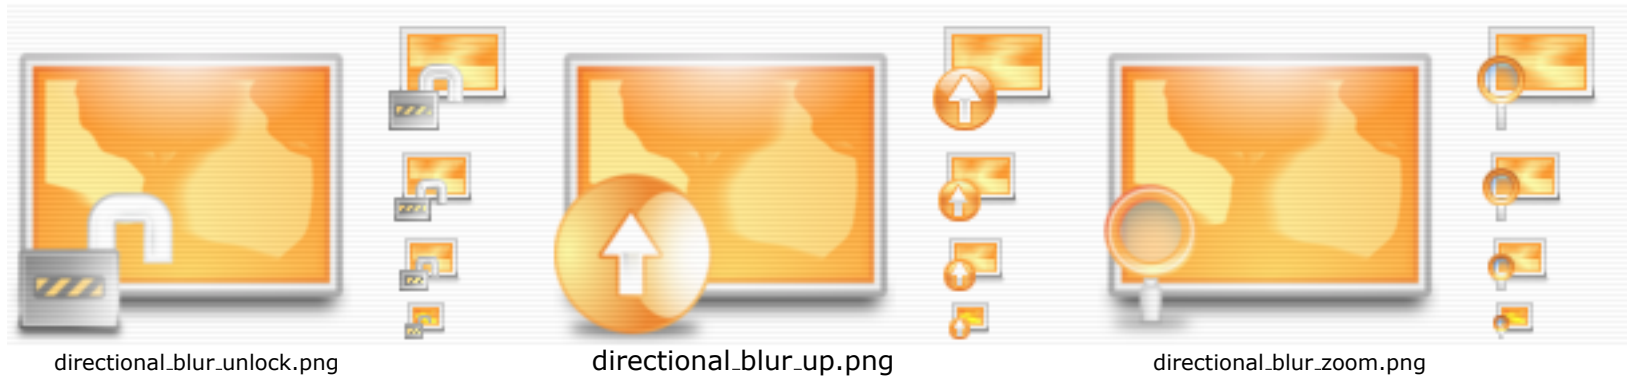 directional_blur_unlock.png
directional_blur_up.png
directional_blur_zoom.png